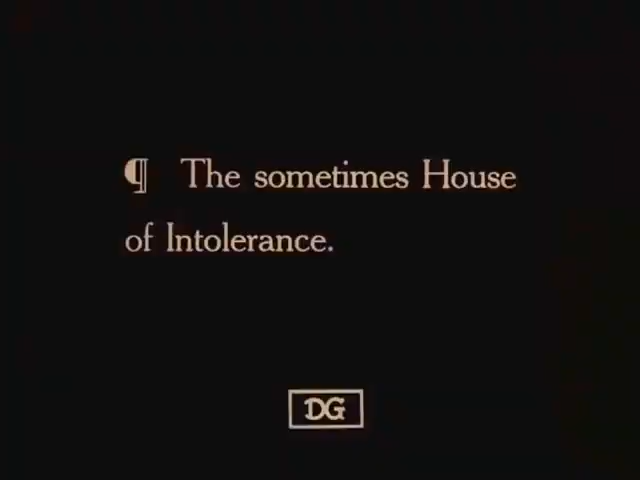 ¶ The sometimes House
of Intolerance.
DG